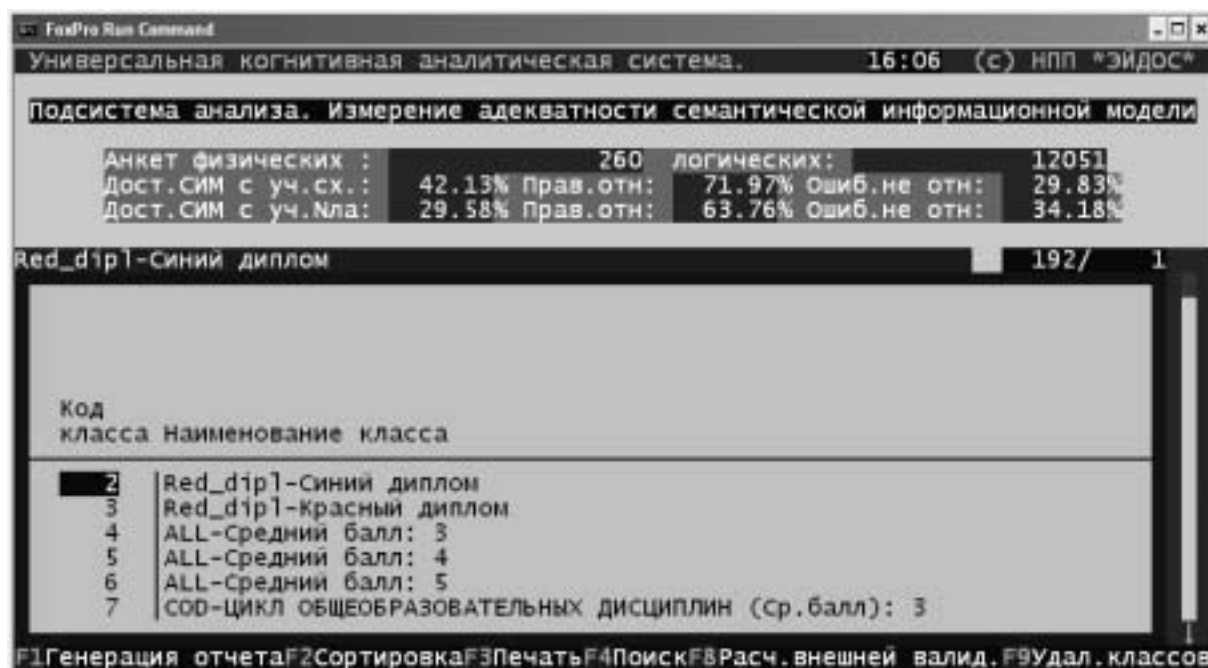 FoxPro Run Command
Универсальная когнитивная аналитическая система. 16:06 (c) НПП *ЭЙДОС*
Подсистема анализа. Измерение адекватности семантической информационной модели
Анкет физических : 260 логических: 12051
Дост.СИМ с уч.сх.: 42.13% Прав.отн: 71.97% Ошиб.не отн: 29.83%
Дост.СИМ с уч.Nла: 29.58% Прав.отн: 63.76% Ошиб.не отн: 34.18%
Red_dipl-Синий диплом 192/ 1
Код
класса Наименование класса
2 Red_dipl-Синий диплом
3 Red_dipl-Красный диплом
4 ALL-Средний балл: 3
5 ALL-Средний балл: 4
6 ALL-Средний балл: 5
7 COD-ЦИКЛ ОБЩЕОБРАЗОВАТЕЛЬНЫХ ДИСЦИПЛИН (Ср.балл): 3
F1Генерация отчетаF2СортировкаF3ПечатьF4ПоискF8Расч.внешней валид.F9Удал.классов